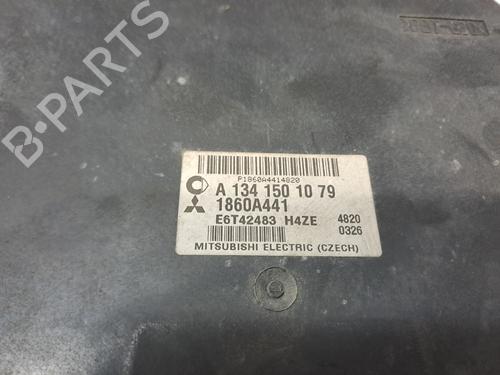 B-PARTS
P1860A4414820
A 134 150 10 79
1860A441
E6T42483 H4ZE 4820
0326
MITSUBISHI ELECTRIC (CZECH)